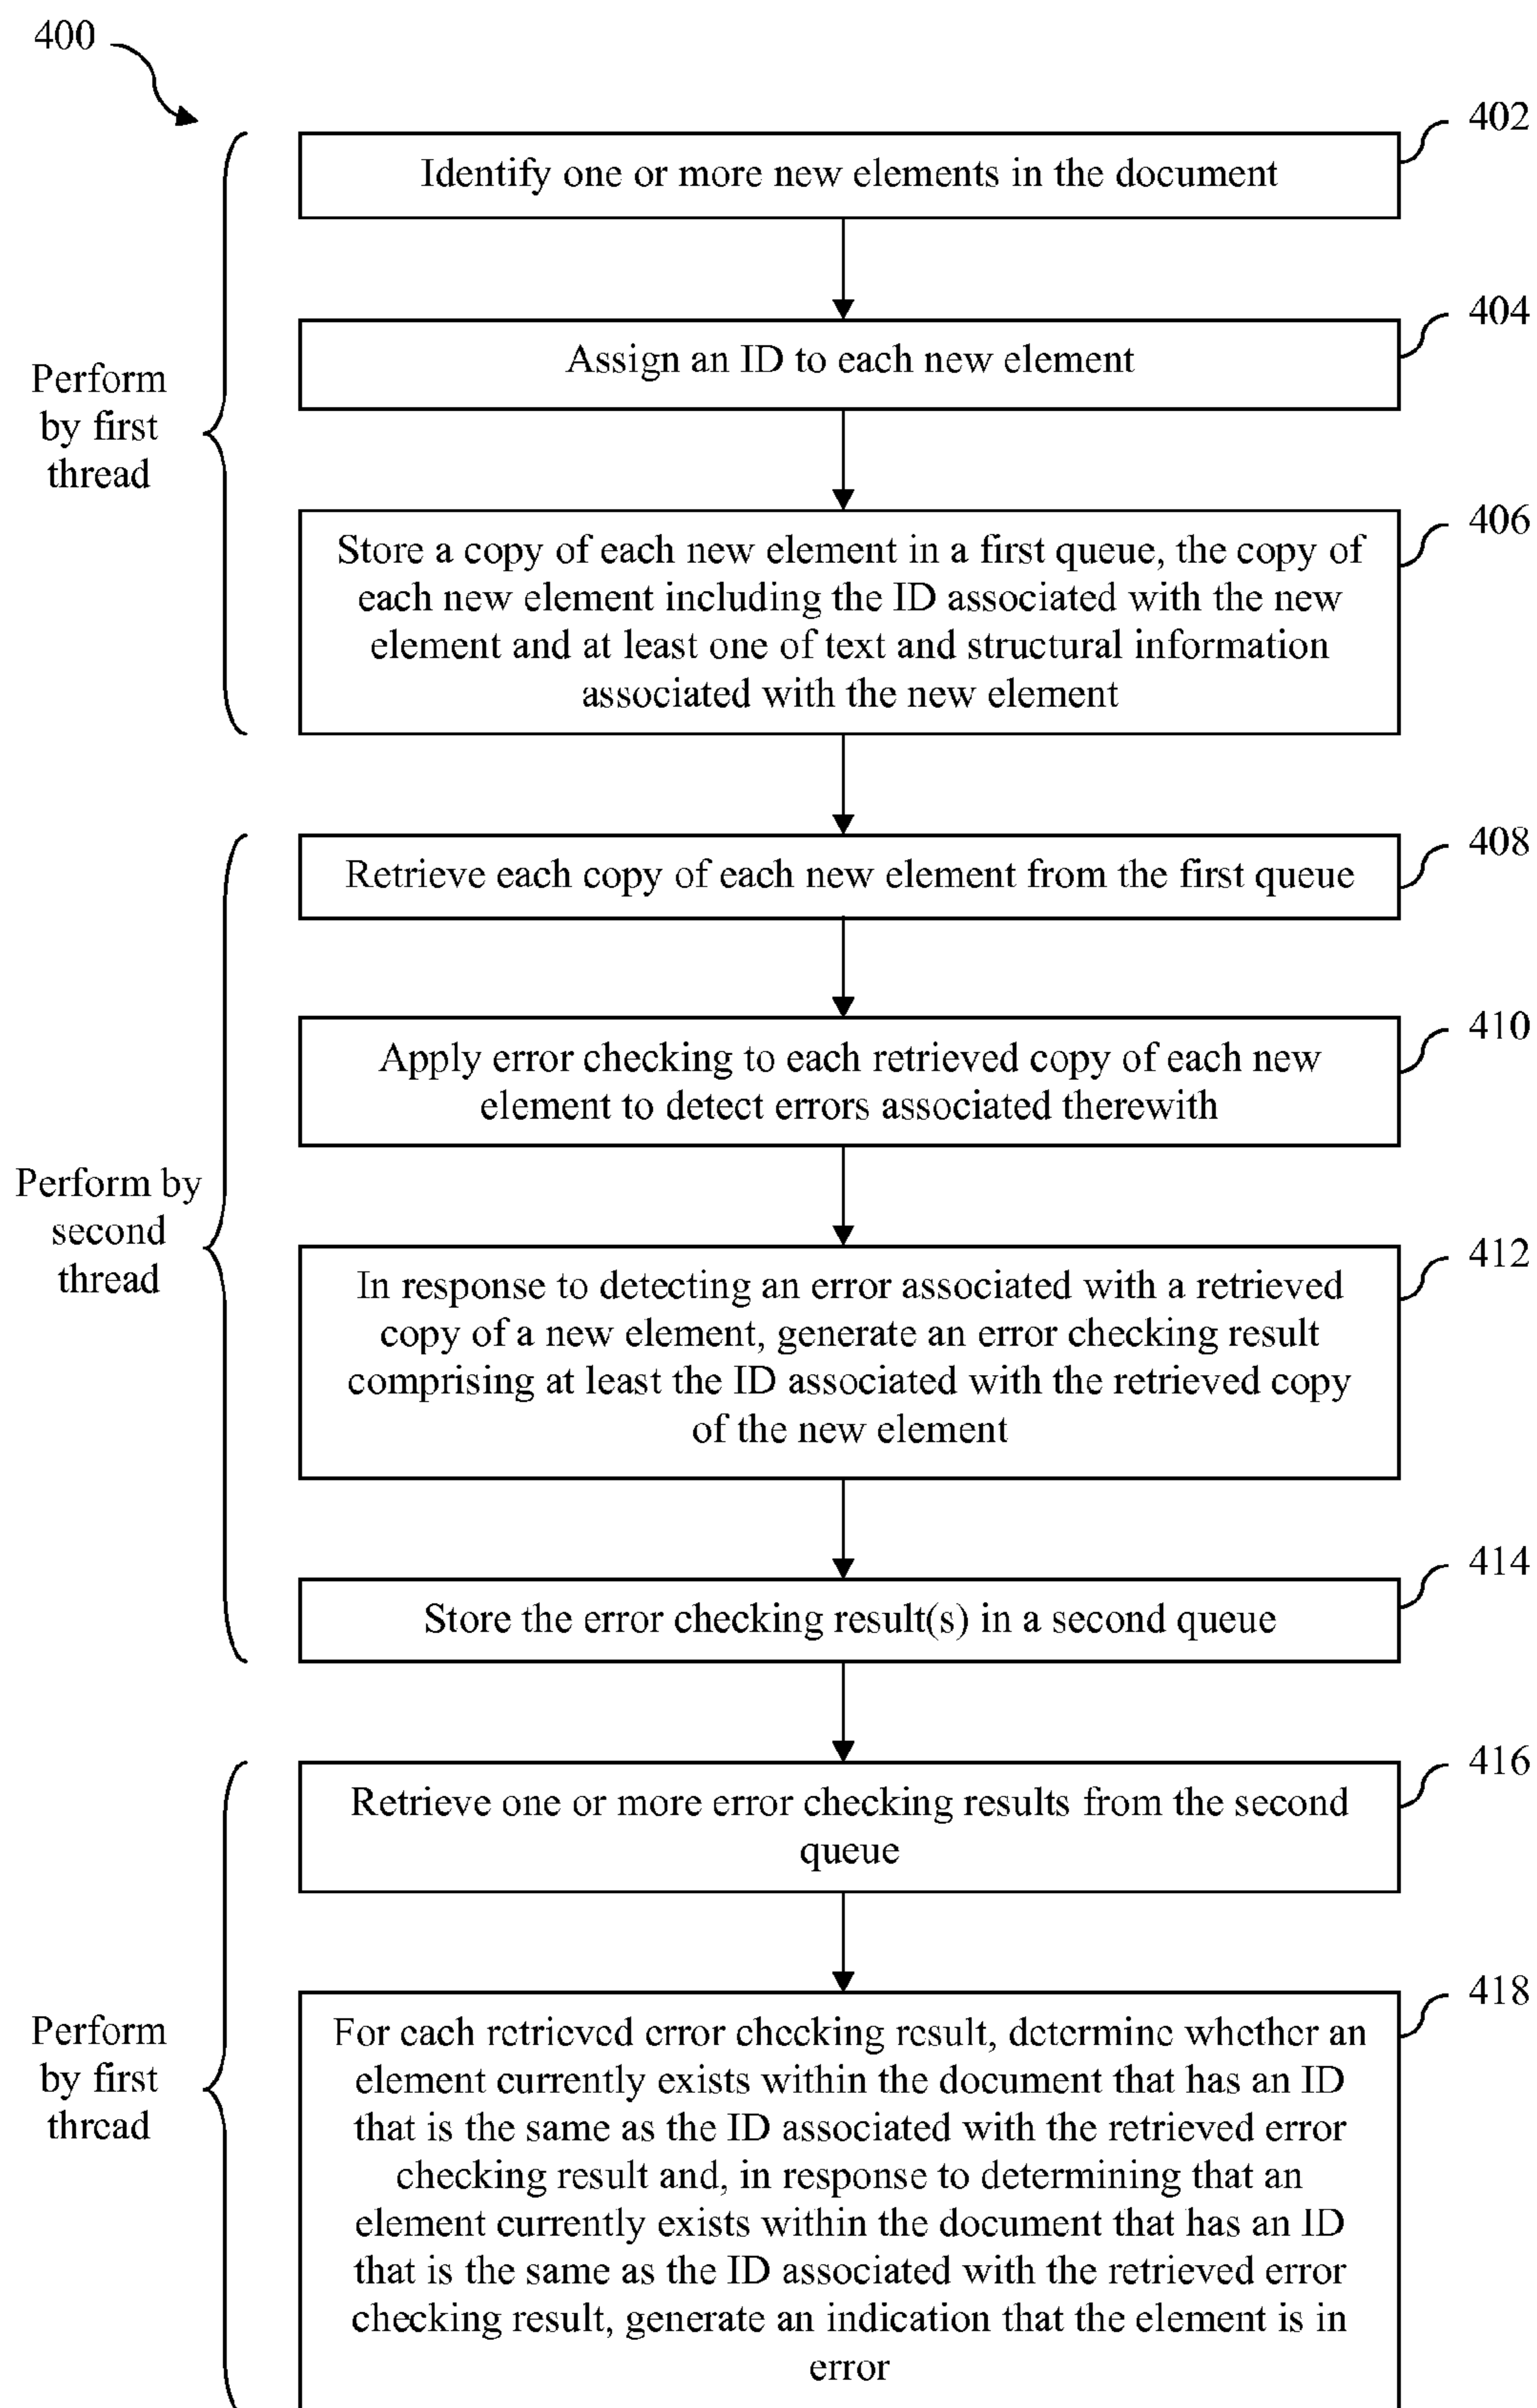 400
402
Identify one or more new elements in the document
404
Assign an ID to each new element
Perform
by first
thread
406
Store a copy of each new element in a first queue, the copy of
each new element including the ID associated with the new
element and at least one of text and structural information
associated with the new element
408
Retrieve each copy of each new element from the first queue
410
Apply error checking to each retrieved copy of each new
element to detect errors associated therewith
Perform by
second
thread
412
In response to detecting an error associated with a retrieved
copy of a new element, generate an error checking result
comprising at least the ID associated with the retrieved copy
of the new element
414
Store the error checking result(s) in a second queue
416
Retrieve one or more error checking results from the second
queue
Perform
by first
thread
418
For each retrieved error checking result, determine whether an
element currently exists within the document that has an ID
that is the same as the ID associated with the retrieved error
checking result and, in response to determining that an
element currently exists within the document that has an ID
that is the same as the ID associated with the retrieved error
checking result, generate an indication that the element is in
error